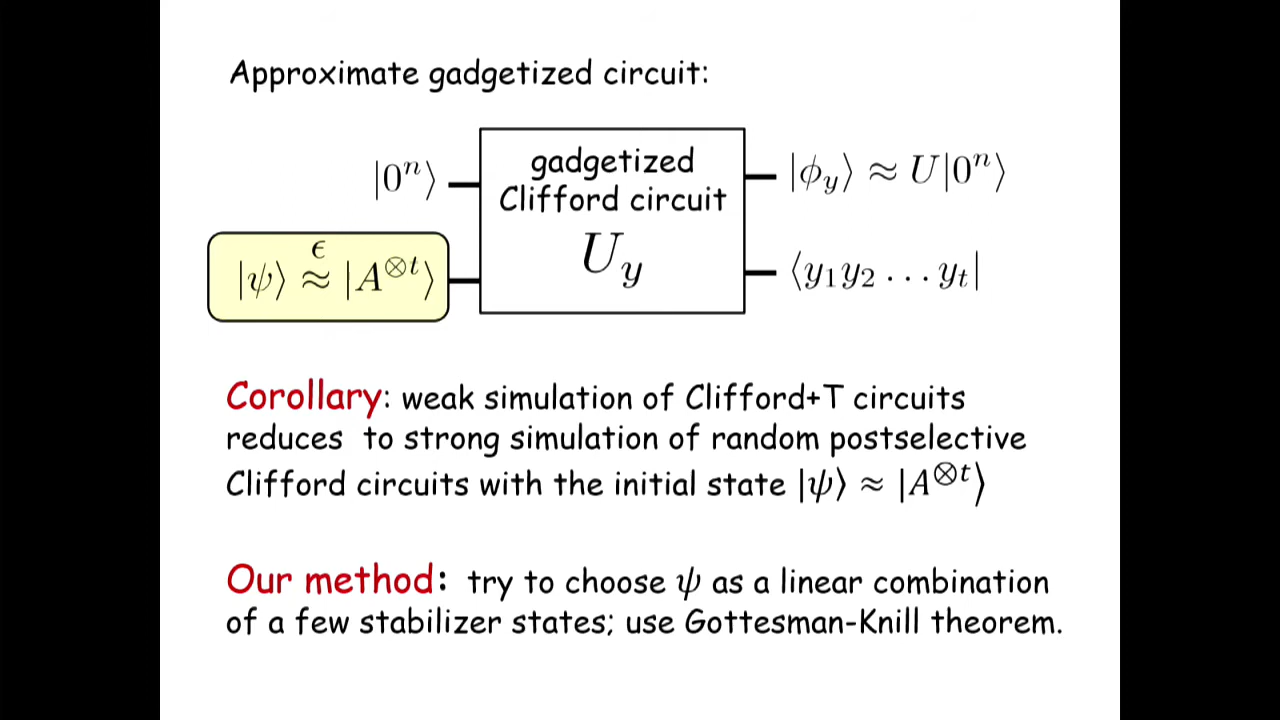 Approximate gadgetized circuit:
|0ⁿ⟩
gadgetized
Clifford circuit
U_y
|ϕ_y⟩ ≈ U|0ⁿ⟩
ϵ
|ψ⟩ ≈ |A^{⊗t}⟩
⟨y₁y₂ . . . y_t|
Corollary: weak simulation of Clifford+T circuits
reduces to strong simulation of random postselective
Clifford circuits with the initial state |ψ⟩ ≈ |A^{⊗t}⟩
Our method: try to choose ψ as a linear combination
of a few stabilizer states; use Gottesman-Knill theorem.